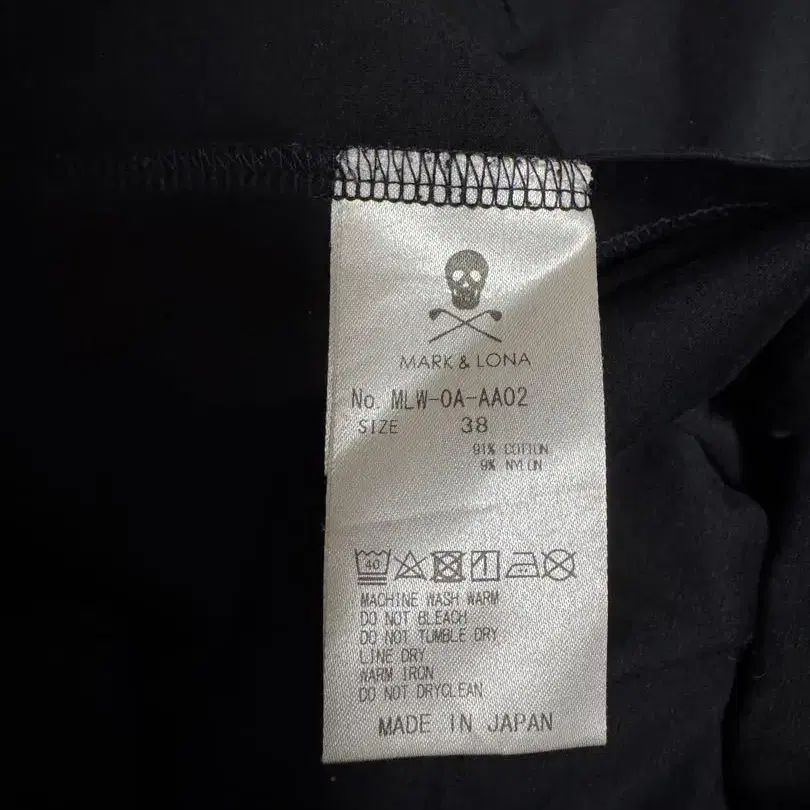 MARK & LONA
No. MLW-0A-AA02
SIZE 38
91% COTTON
9% NYLON
40
MACHINE WASH WARM
DO NOT BLEACH
DO NOT TUMBLE DRY
LINE DRY
WARM IRON
DO NOT DRYCLEAN
MADE IN JAPAN